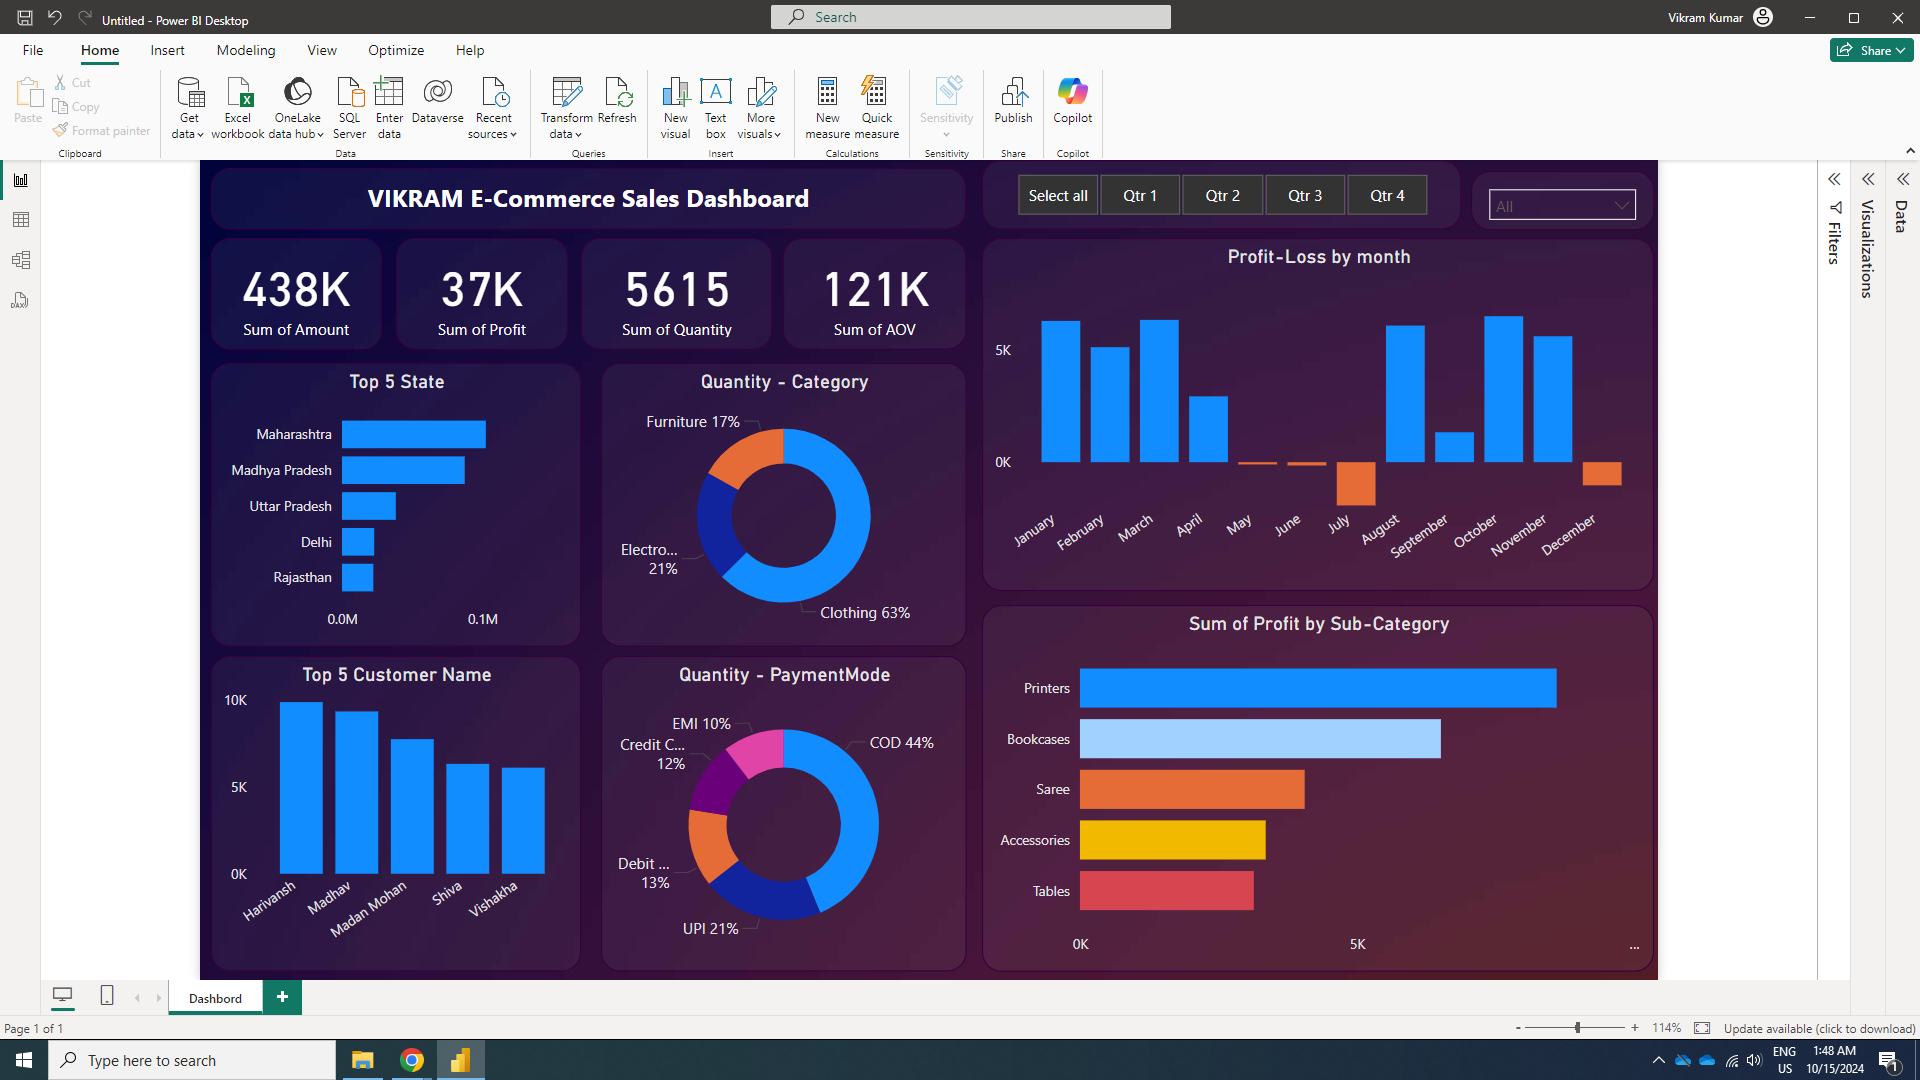 Untitled - Power BI Desktop
Search
Vikram Kumar
File
Home
Insert
Modeling
View
Optimize
Help
Share
Paste
Cut
Copy
Format painter
Clipboard
Get data
Excel workbook
OneLake data hub
SQL Server
Enter data
Dataverse
Recent sources
Data
Transform data
Refresh
Queries
New visual
Text box
More visuals
Insert
New measure
Quick measure
Calculations
Sensitivity
Sensitivity
Publish
Share
Copilot
Copilot
DAX
VIKRAM E-Commerce Sales Dashboard
Select all
Qtr 1
Qtr 2
Qtr 3
Qtr 4
All
438K
Sum of Amount
37K
Sum of Profit
5615
Sum of Quantity
121K
Sum of AOV
Top 5 State
Maharashtra
Madhya Pradesh
Uttar Pradesh
Delhi
Rajasthan
0.0M
0.1M
Quantity - Category
Furniture 17%
Electro...
21%
Clothing 63%
Profit-Loss by month
5K
0K
January
February
March
April
May
June
July
August
September
October
November
December
Top 5 Customer Name
10K
5K
0K
Harivansh
Madhav
Madan Mohan
Shiva
Vishakha
Quantity - PaymentMode
EMI 10%
Credit C...
12%
COD 44%
Debit ...
13%
UPI 21%
Sum of Profit by Sub-Category
Printers
Bookcases
Saree
Accessories
Tables
0K
5K
...
Filters
Visualizations
Data
Dashbord
Page 1 of 1
- + 114%
Update available (click to download)
Type here to search
ENG
US
1:48 AM
10/15/2024
1